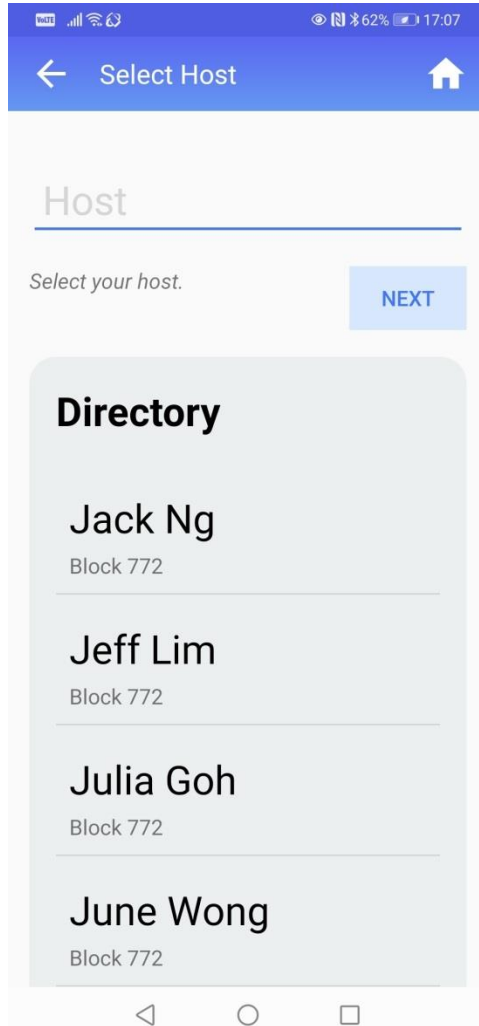 VoLTE 62% 17:07
Select Host
Host
Select your host.
NEXT
Directory
Jack Ng
Block 772
Jeff Lim
Block 772
Julia Goh
Block 772
June Wong
Block 772